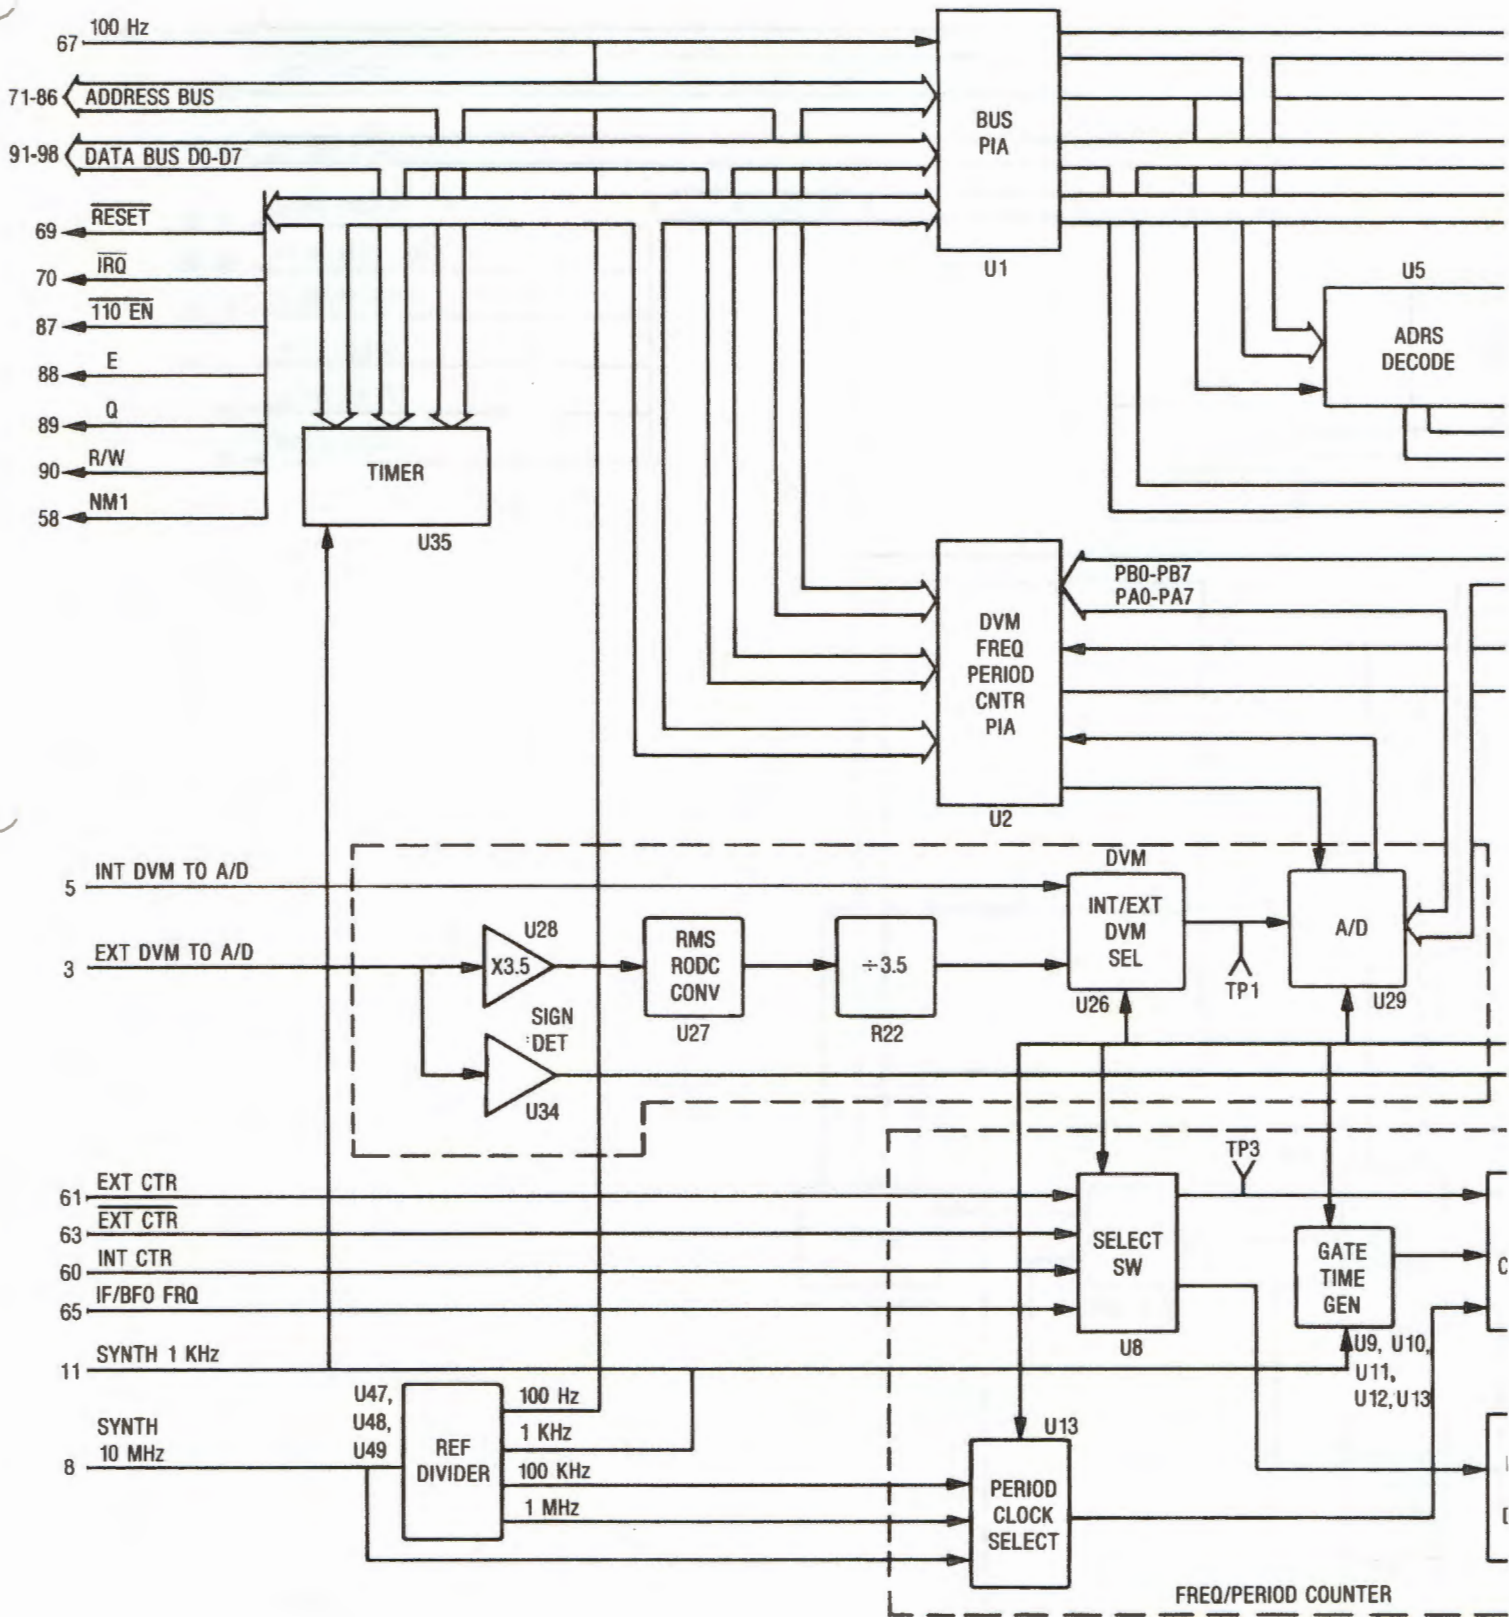 100 Hz
67
71-86
ADDRESS BUS
91-98
DATA BUS D0-D7
BUS
PIA
U1
RESET
69
IRQ
70
110 EN
87
E
88
Q
89
R/W
90
NM1
58
TIMER
U35
U5
ADRS
DECODE
DVM
FREQ
PERIOD
CNTR
PIA
U2
PB0-PB7
PA0-PA7
INT DVM TO A/D
5
EXT DVM TO A/D
3
U28
X3.5
SIGN
DET
U34
RMS
RODC
CONV
U27
÷3.5
R22
DVM
INT/EXT
DVM
SEL
U26
TP1
A/D
U29
EXT CTR
61
EXT CTR
63
INT CTR
60
IF/BFO FRQ
65
SYNTH 1 KHz
11
SYNTH
10 MHz
8
U47,
U48,
U49
REF
DIVIDER
100 Hz
1 KHz
100 KHz
1 MHz
TP3
SELECT
SW
U8
GATE
TIME
GEN
U9, U10,
U11,
U12, U13
U13
PERIOD
CLOCK
SELECT
C
FREQ/PERIOD COUNTER